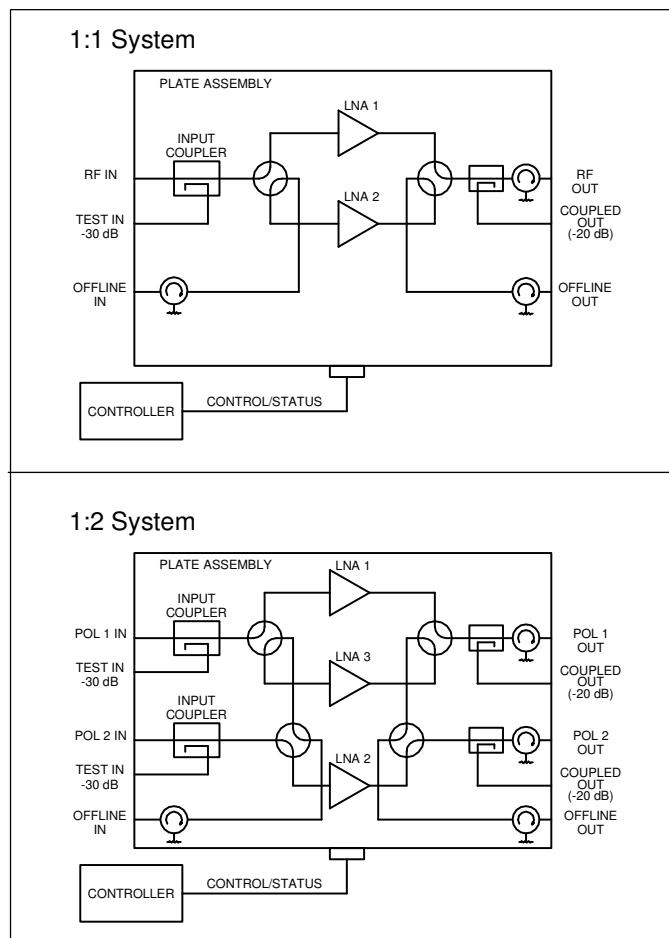 1:1 System
PLATE ASSEMBLY
LNA 1
INPUT
COUPLER
RF IN
RF
OUT
LNA 2
TEST IN
-30 dB
COUPLED
OUT
(-20 dB)
OFFLINE
IN
OFFLINE
OUT
CONTROLLER
CONTROL/STATUS
1:2 System
PLATE ASSEMBLY
LNA 1
INPUT
COUPLER
POL 1 IN
POL 1
OUT
LNA 3
TEST IN
-30 dB
COUPLED
OUT
(-20 dB)
INPUT
COUPLER
POL 2 IN
POL 2
OUT
LNA 2
TEST IN
-30 dB
COUPLED
OUT
(-20 dB)
OFFLINE
IN
OFFLINE
OUT
CONTROLLER
CONTROL/STATUS